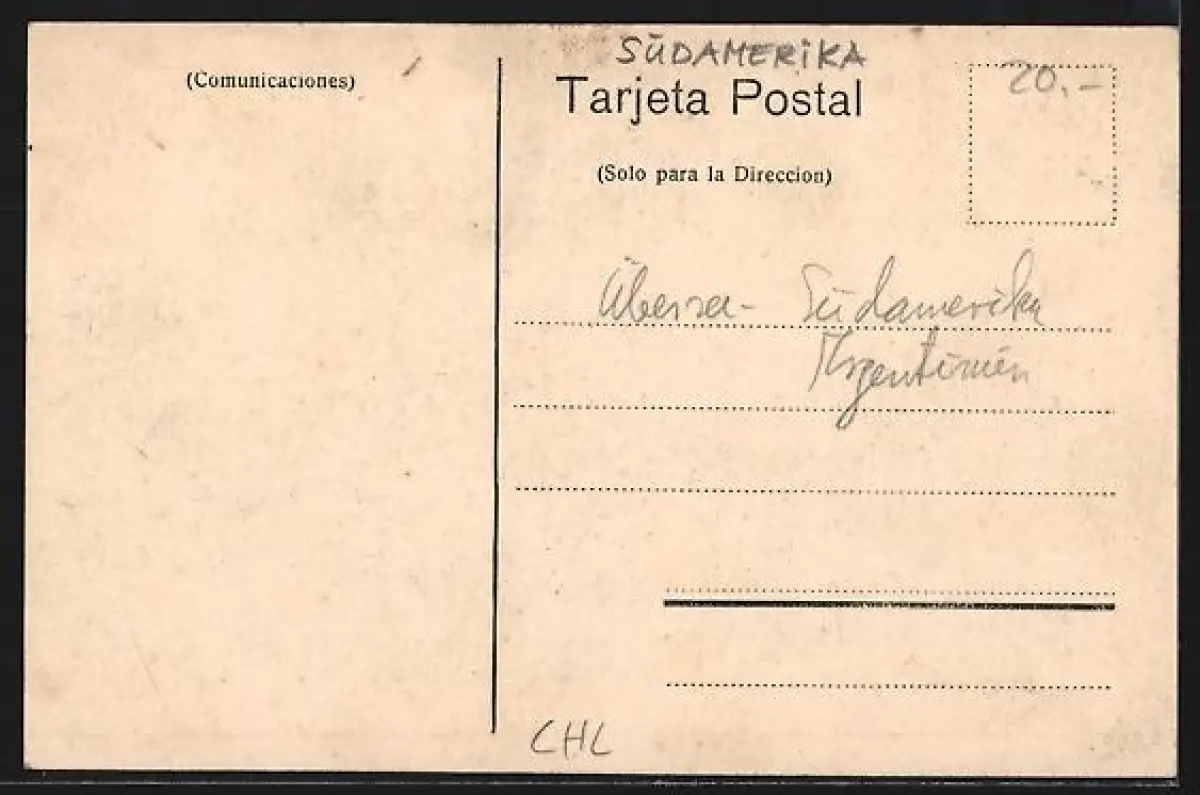 (Comunicaciones)
SÜDAMERIKA
Tarjeta Postal
20.-
(Solo para la Direccion)
Übersee- Südamerika
Argentinien
CHL